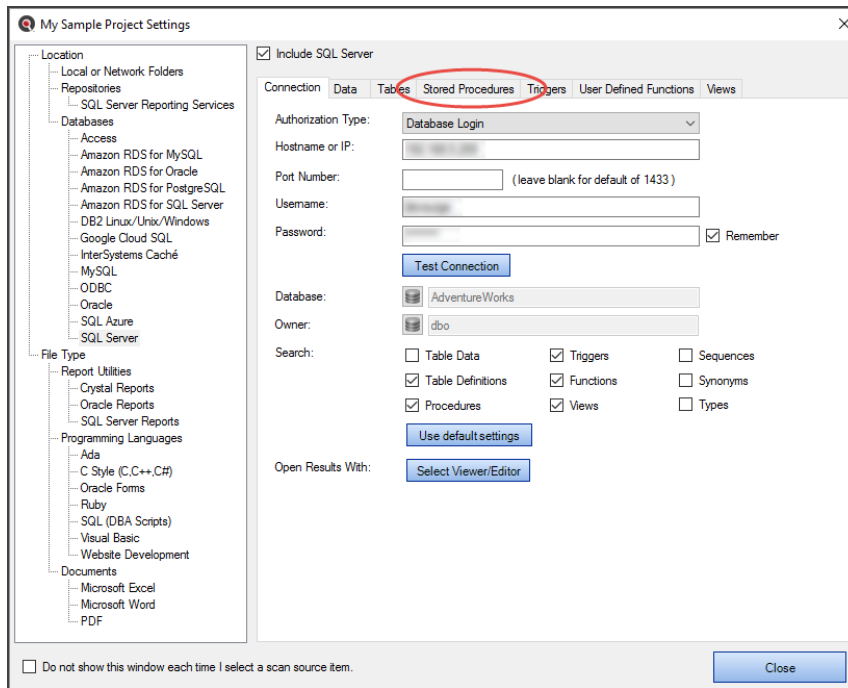 My Sample Project Settings
Location
Local or Network Folders
Repositories
SQL Server Reporting Services
Databases
Access
Amazon RDS for MySQL
Amazon RDS for Oracle
Amazon RDS for PostgreSQL
Amazon RDS for SQL Server
DB2 Linux/Unix/Windows
Google Cloud SQL
InterSystems Caché
MySQL
ODBC
Oracle
SQL Azure
SQL Server
File Type
Report Utilities
Crystal Reports
Oracle Reports
SQL Server Reports
Programming Languages
Ada
C Style (C,C++,C#)
Oracle Forms
Ruby
SQL (DBA Scripts)
Visual Basic
Website Development
Documents
Microsoft Excel
Microsoft Word
PDF
Include SQL Server
Connection Data Tables Stored Procedures Triggers User Defined Functions Views
Authorization Type: Database Login
Hostname or IP:
Port Number: (leave blank for default of 1433 )
Username:
Password: Remember
Test Connection
Database: AdventureWorks
Owner: dbo
Search: Table Data Triggers Sequences
Table Definitions Functions Synonyms
Procedures Views Types
Use default settings
Open Results With: Select Viewer/Editor
Do not show this window each time I select a scan source item.
Close